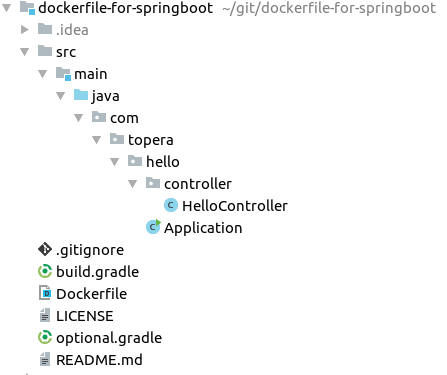 dockerfile-for-springboot ~/git/dockerfile-for-springboot
.idea
src
main
java
com
topera
hello
controller
HelloController
Application
.gitignore
build.gradle
Dockerfile
LICENSE
optional.gradle
README.md